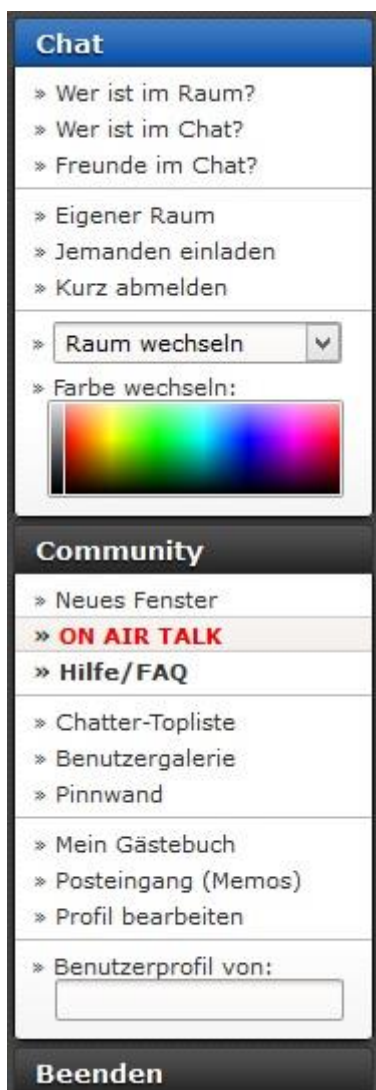 Chat
» Wer ist im Raum?
» Wer ist im Chat?
» Freunde im Chat?
» Eigener Raum
» Jemanden einladen
» Kurz abmelden
» Raum wechseln
» Farbe wechseln:
Community
» Neues Fenster
» ON AIR TALK
» Hilfe/FAQ
» Chatter-Topliste
» Benutzergalerie
» Pinnwand
» Mein Gästebuch
» Posteingang (Memos)
» Profil bearbeiten
» Benutzerprofil von:
Beenden